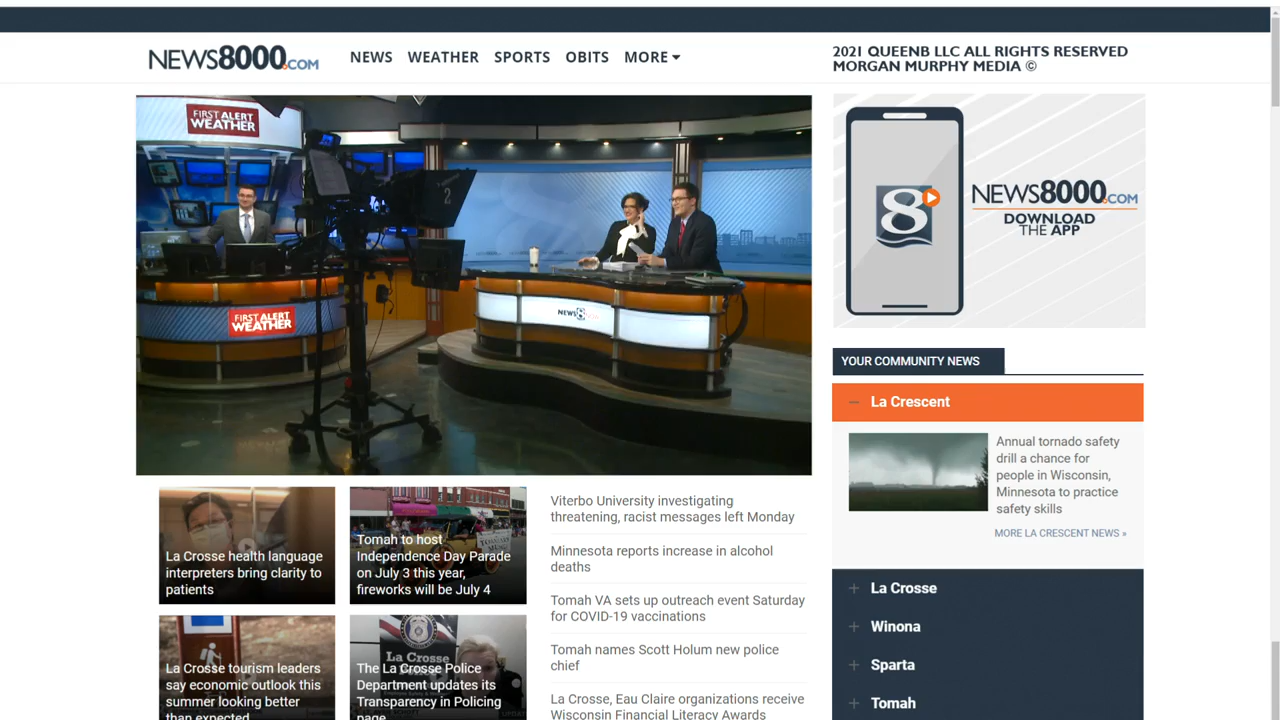 NEWS8000.COM
NEWS
WEATHER
SPORTS
OBITS
MORE
2021 QUEENB LLC ALL RIGHTS RESERVED
MORGAN MURPHY MEDIA ©
FIRST ALERT
WEATHER
2
FIRST ALERT
WEATHER
NEWS 8
8
NEWS8000.COM
DOWNLOAD
THE APP
YOUR COMMUNITY NEWS
La Crescent
Annual tornado safety
drill a chance for
people in Wisconsin,
Minnesota to practice
safety skills
MORE LA CRESCENT NEWS »
La Crosse
Winona
Sparta
Tomah
La Crosse health language
interpreters bring clarity to
patients
Tomah to host
Independence Day Parade
on July 3 this year,
fireworks will be July 4
La Crosse tourism leaders
say economic outlook this
summer looking better
than expected
La Crosse
The La Crosse Police
Department updates its
Transparency in Policing
page
Viterbo University investigating
threatening, racist messages left Monday
Minnesota reports increase in alcohol
deaths
Tomah VA sets up outreach event Saturday
for COVID-19 vaccinations
Tomah names Scott Holum new police
chief
La Crosse, Eau Claire organizations receive
Wisconsin Financial Literacy Awards